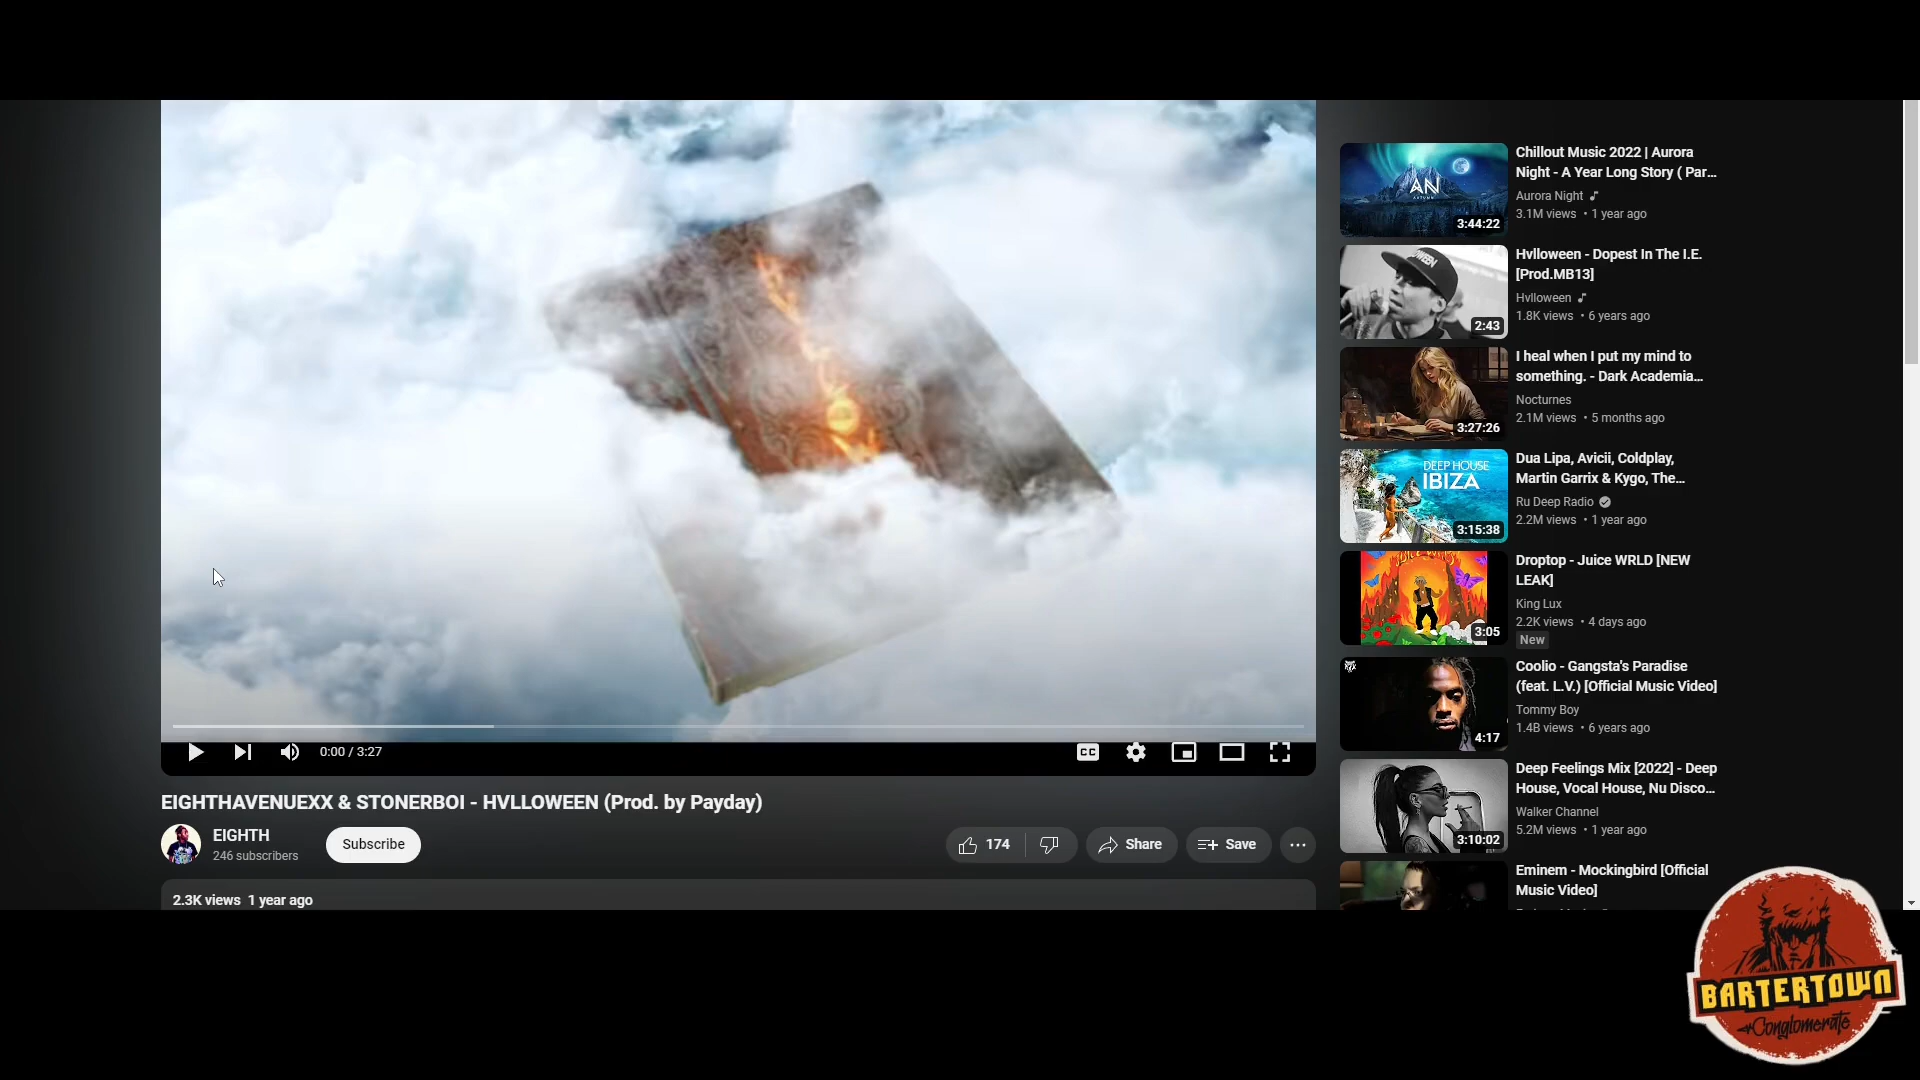 0:00 / 3:27
EIGHTHAVENUEXX & STONERBOI - HVLLOWEEN (Prod. by Payday)
EIGHTH
246 subscribers
Subscribe
174
Share
Save
2.3K views 1 year ago
AN
3:44:22
Chillout Music 2022 | Aurora
Night - A Year Long Story ( Par...
Aurora Night
3.1M views • 1 year ago
2:43
Hvlloween - Dopest In The I.E.
[Prod.MB13]
Hvlloween
1.8K views • 6 years ago
3:27:26
I heal when I put my mind to
something. - Dark Academia...
Nocturnes
2.1M views • 5 months ago
DEEP HOUSE
IBIZA
3:15:38
Dua Lipa, Avicii, Coldplay,
Martin Garrix & Kygo, The...
Ru Deep Radio
2.2M views • 1 year ago
3:05
Droptop - Juice WRLD [NEW
LEAK]
King Lux
2.2K views • 4 days ago
New
4:17
Coolio - Gangsta's Paradise
(feat. L.V.) [Official Music Video]
Tommy Boy
1.4B views • 6 years ago
3:10:02
Deep Feelings Mix [2022] - Deep
House, Vocal House, Nu Disco...
Walker Channel
5.2M views • 1 year ago
Eminem - Mockingbird [Official
Music Video]
BARTERTOWN
Conglomerate
CC